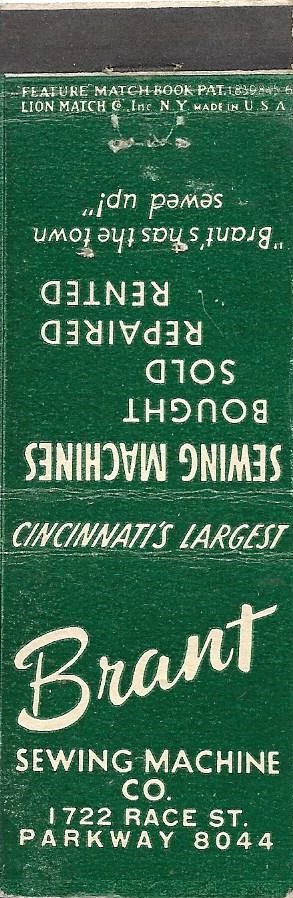 FEATURE MATCH BOOK PAT.
LION MATCH Co., Inc. N.Y. MADE IN U.S.A.
CINCINNATI'S LARGEST
Brant
SEWING MACHINE
CO.
1722 RACE ST.
PARKWAY 8044
SEWING MACHINES
BOUGHT
SOLD
REPAIRED
RENTED
"Brant's has the town
sewed up!"